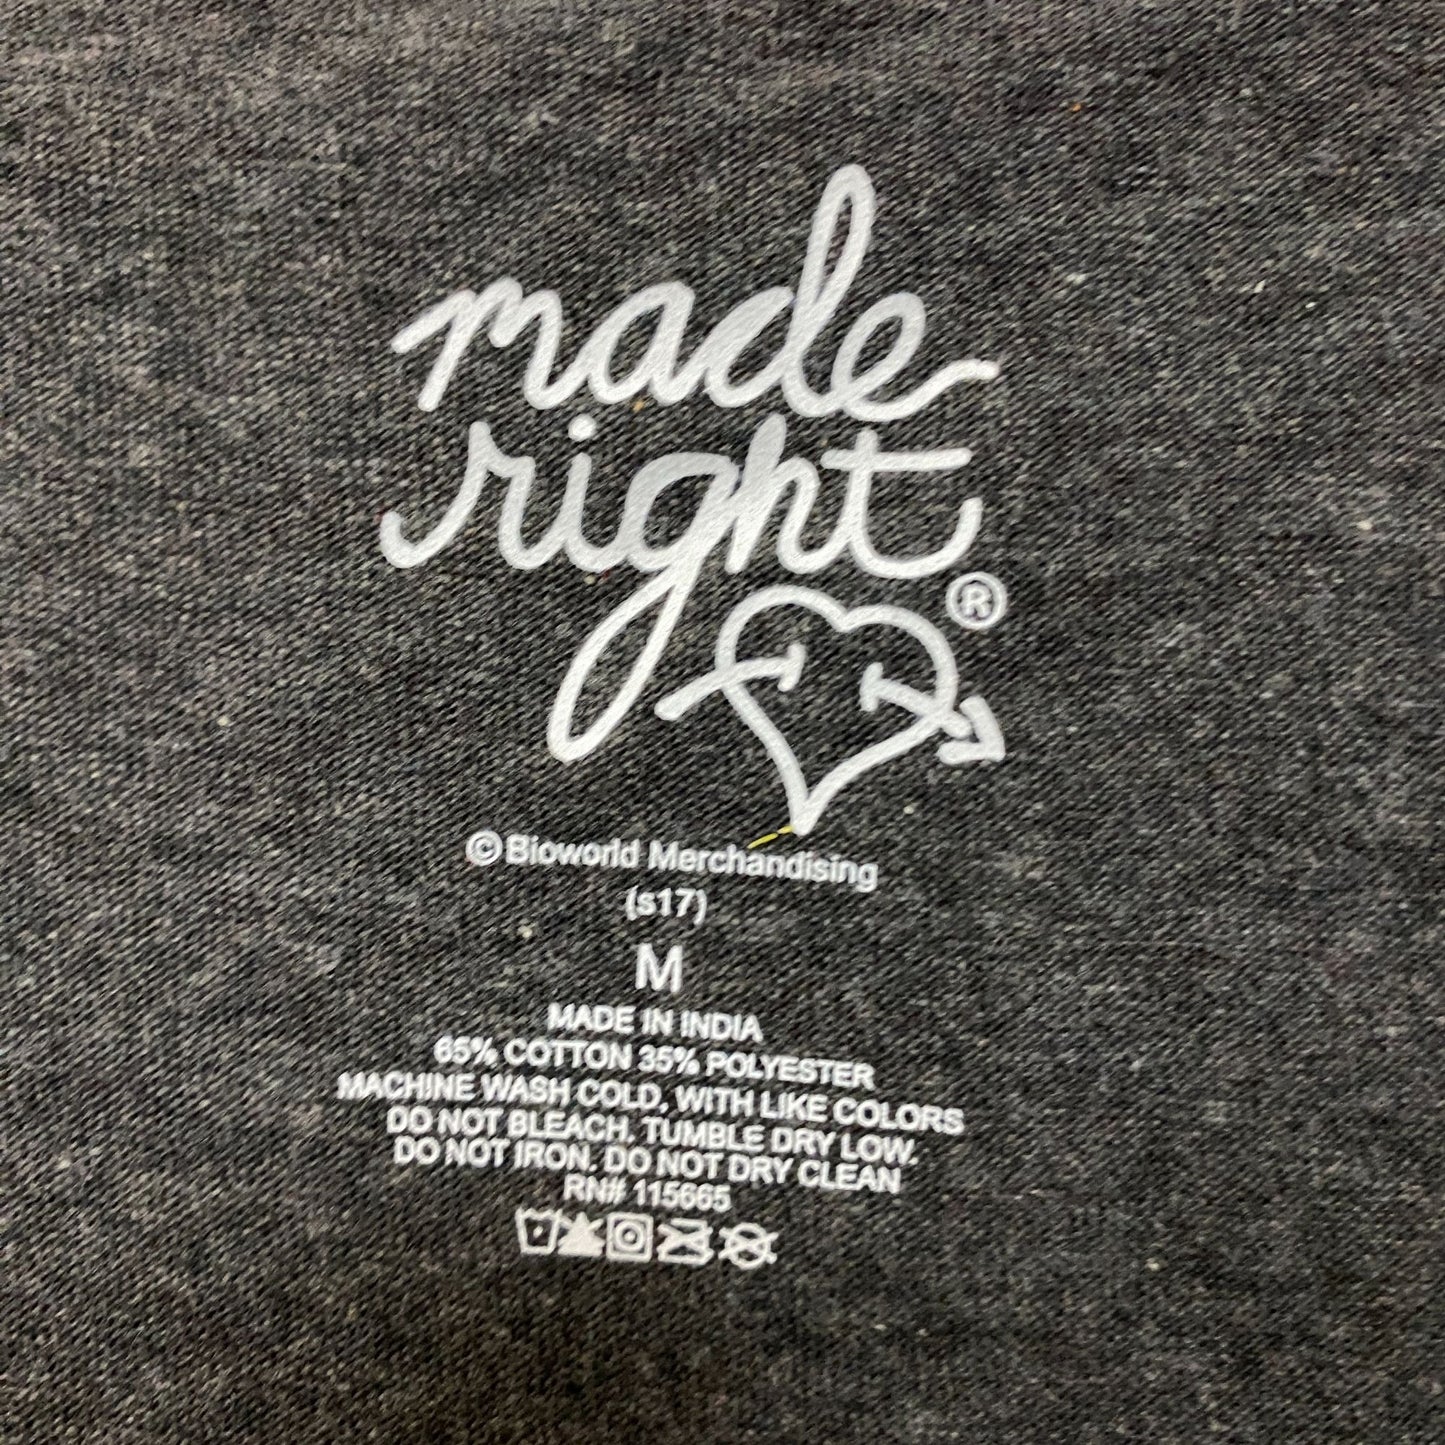 made
right
®
© Bioworld Merchandising
(s17)
M
MADE IN INDIA
65% COTTON 35% POLYESTER
MACHINE WASH COLD, WITH LIKE COLORS
DO NOT BLEACH. TUMBLE DRY LOW.
DO NOT IRON. DO NOT DRY CLEAN
RN# 115665